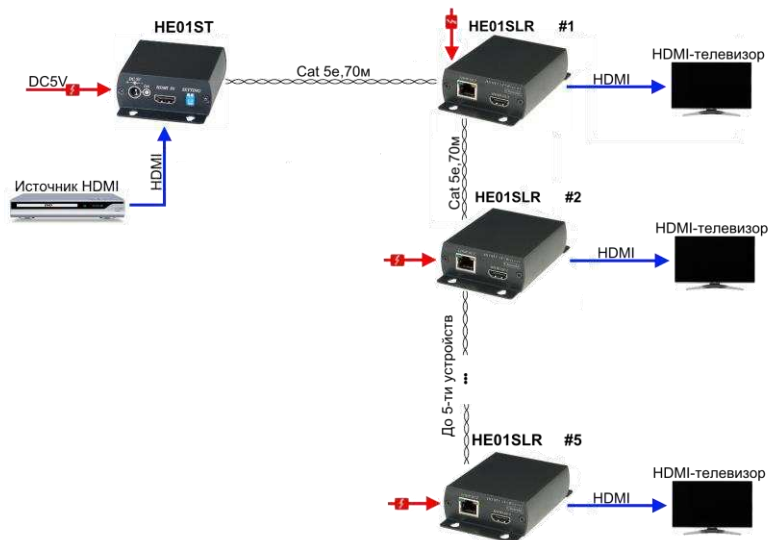 HE01ST
HE01SLR #1
HDMI-телевизор
Cat 5e,70м
DC5V
HDMI
HDMI
Источник HDMI
Cat 5e,70м
HE01SLR #2
HDMI-телевизор
HDMI
До 5-ти устройств
...
HE01SLR #5
HDMI-телевизор
HDMI